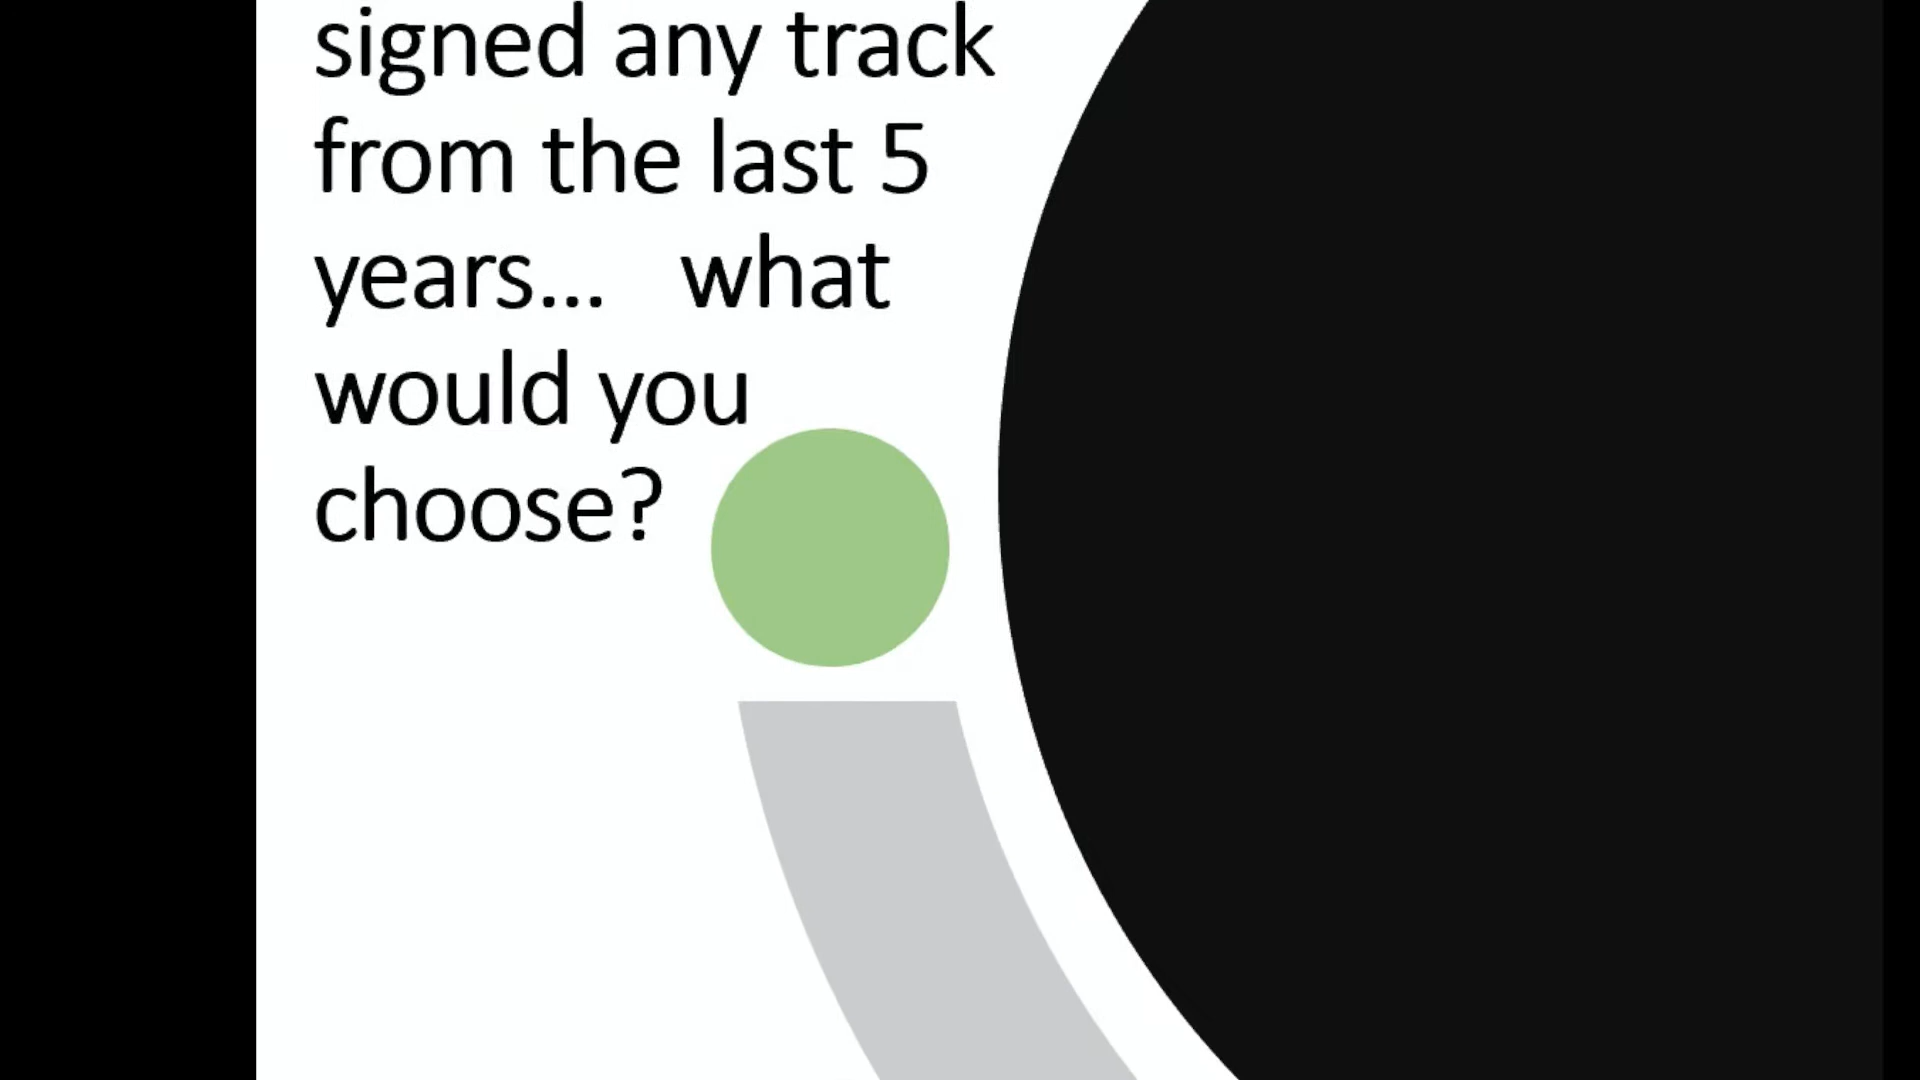 signed any track
from the last 5
years...   what
would you
choose?